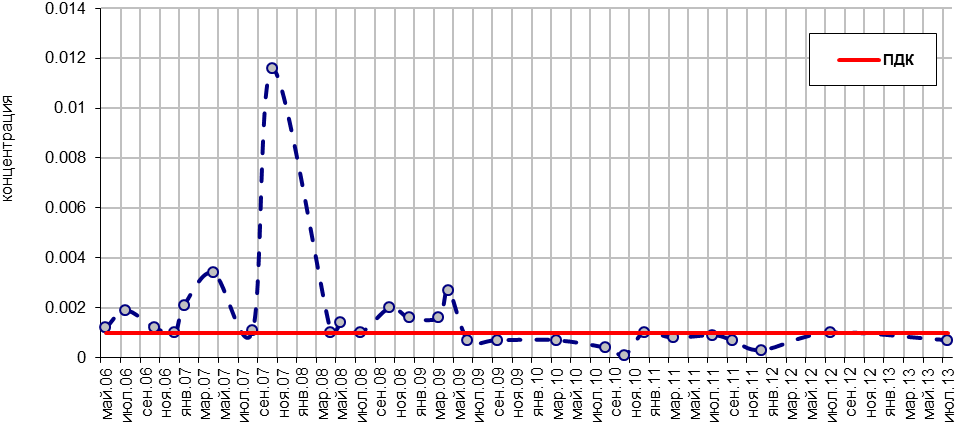 0.014
0.012
0.01
0.008
0.006
0.004
0.002
0
концентрация
ПДК
май.06
июл.06
сен.06
ноя.06
янв.07
мар.07
май.07
июл.07
сен.07
ноя.07
янв.08
мар.08
май.08
июл.08
сен.08
ноя.08
янв.09
мар.09
май.09
июл.09
сен.09
ноя.09
янв.10
мар.10
май.10
июл.10
сен.10
ноя.10
янв.11
мар.11
май.11
июл.11
сен.11
ноя.11
янв.12
мар.12
май.12
июл.12
сен.12
ноя.12
янв.13
мар.13
май.13
июл.13